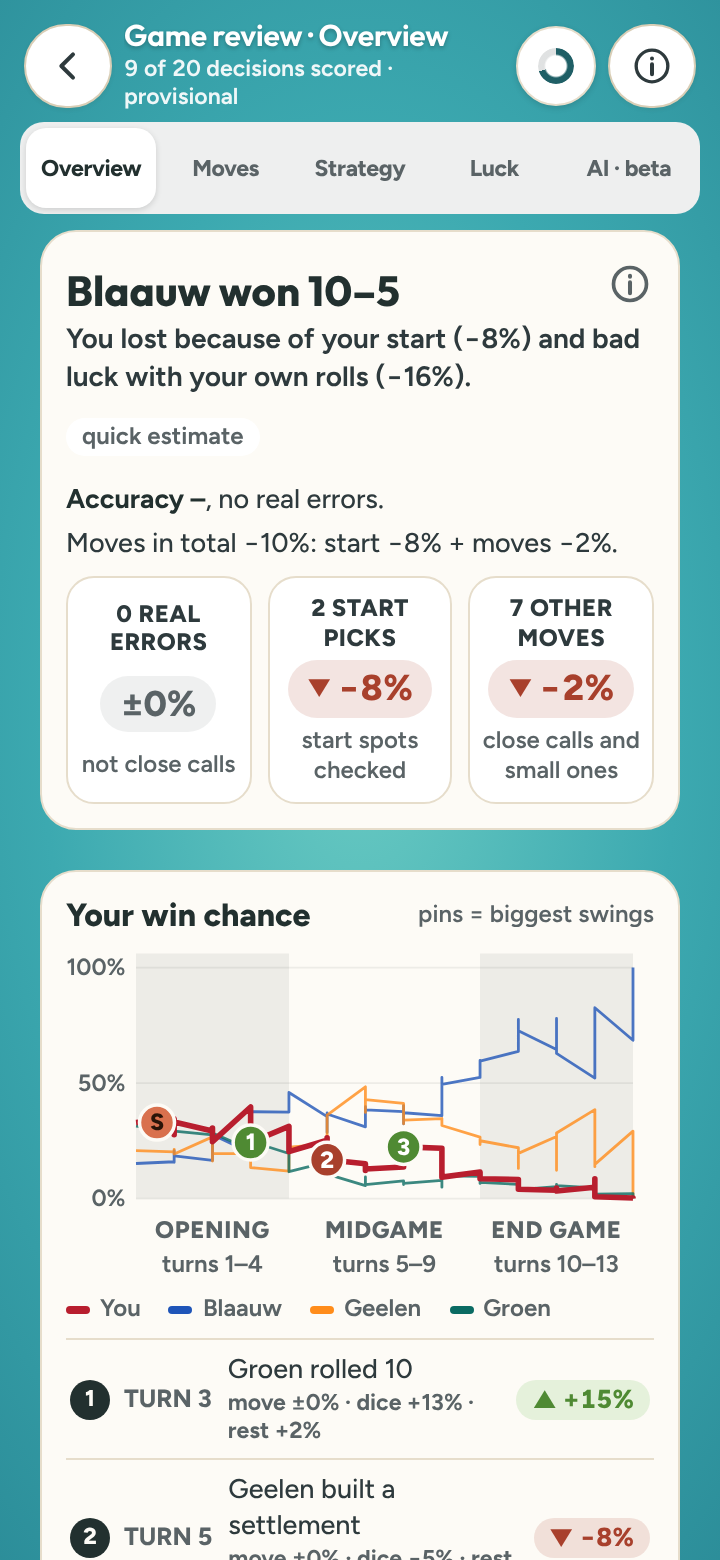 Game review · Overview
9 of 20 decisions scored ·
provisional
Overview
Moves
Strategy
Luck
AI · beta
Blaauw won 10–5
You lost because of your start (−8%) and bad
luck with your own rolls (−16%).
quick estimate
Accuracy –, no real errors.
Moves in total −10%: start −8% + moves −2%.
0 REAL
ERRORS
±0%
not close calls
2 START
PICKS
▼ −8%
start spots
checked
7 OTHER
MOVES
▼ −2%
close calls and
small ones
Your win chance
pins = biggest swings
100%
50%
0%
S
1
2
3
OPENING
turns 1–4
MIDGAME
turns 5–9
END GAME
turns 10–13
You
Blaauw
Geelen
Groen
1
TURN 3
Groen rolled 10
move ±0% · dice +13% ·
rest +2%
▲ +15%
2
TURN 5
Geelen built a
settlement
move ±0% · dice −5% · rest
▼ −8%